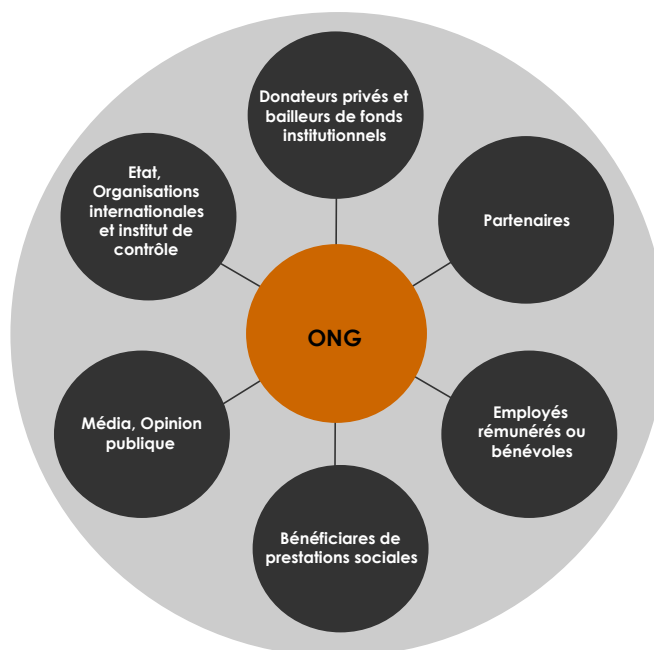 Donateurs privés et
bailleurs de fonds
institutionnels
Etat,
Organisations
internationales
et institut de
contrôle
Partenaires
ONG
Média, Opinion
publique
Employés
rémunérés ou
bénévoles
Bénéficiares de
prestations sociales